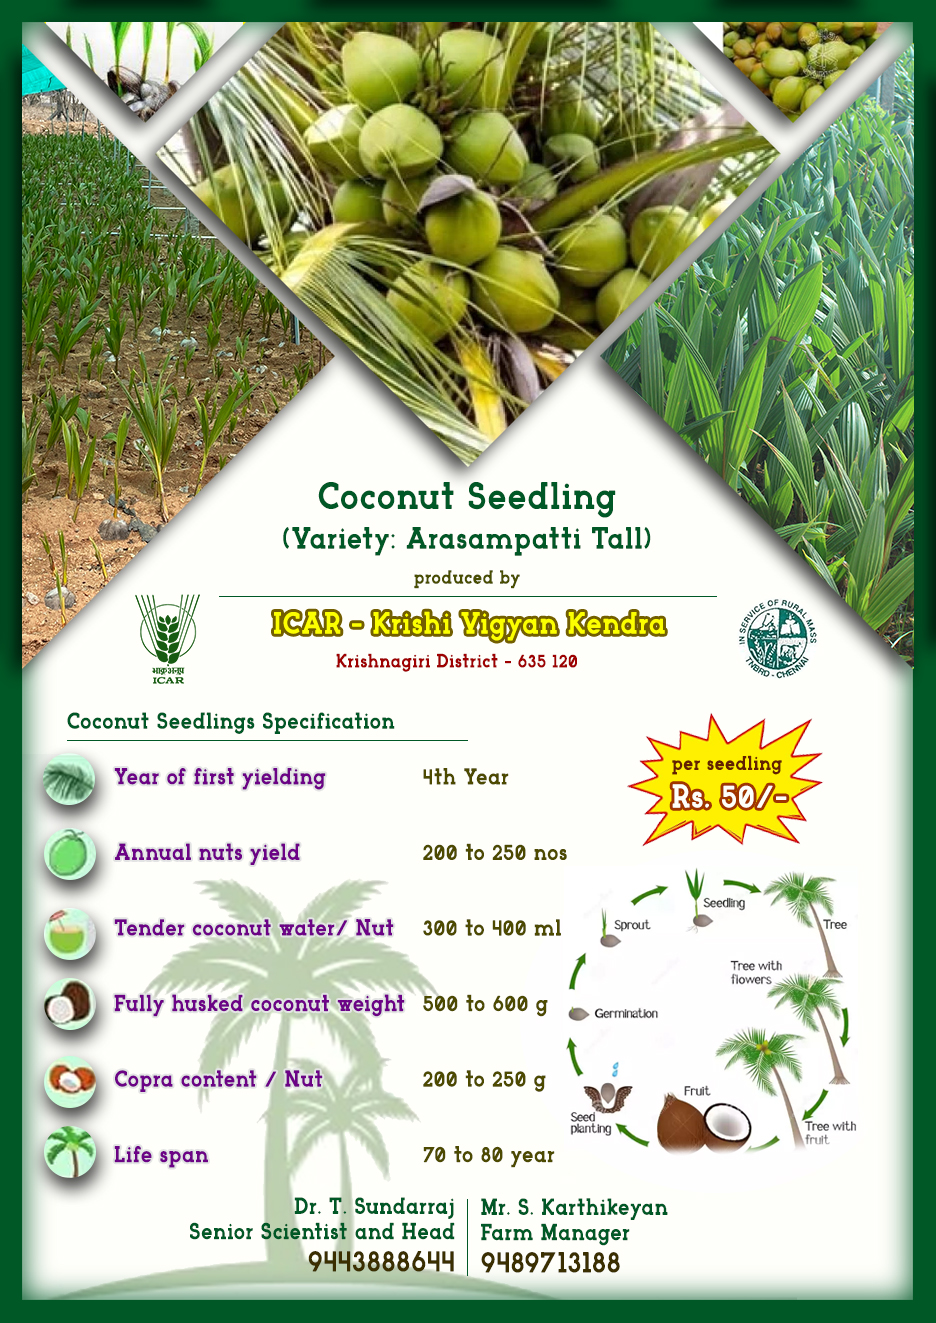 Coconut Seedling
(Variety: Arasampatti Tall)
produced by
ICAR - Krishi Vigyan Kendra
Krishnagiri District - 635 120
भाकृअनुप
ICAR
IN SERVICE OF RURAL MASS
TNBRD - CHENNAI
Coconut Seedlings Specification
per seedling
Rs. 50/-
Year of first yielding 4th Year
Annual nuts yield 200 to 250 nos
Tender coconut water/ Nut 300 to 400 ml
Fully husked coconut weight 500 to 600 g
Copra content / Nut 200 to 250 g
Life span 70 to 80 year
Seedling
Sprout
Tree
Tree with
flowers
Germination
Fruit
Seed
planting
Tree with
fruit
Dr. T. Sundarraj
Senior Scientist and Head
9443888644
Mr. S. Karthikeyan
Farm Manager
9489713188